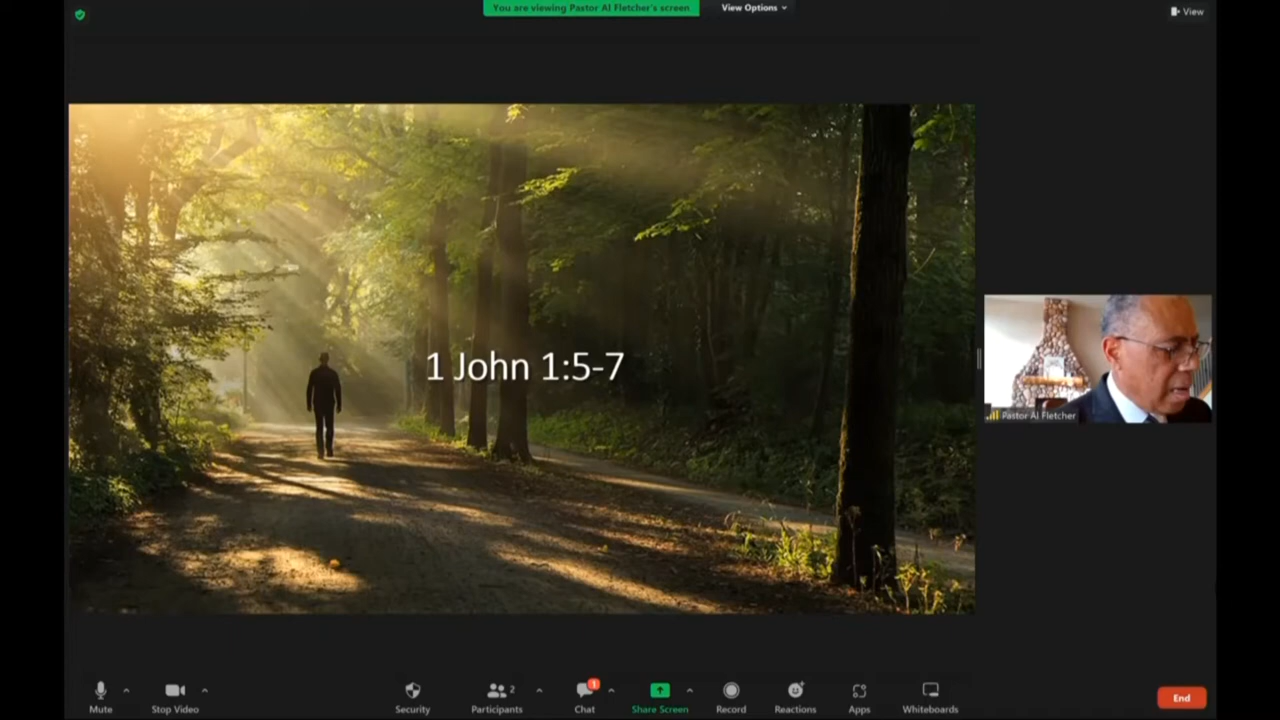 You are viewing Pastor Al Fletcher's screen
View Options
View
1 John 1:5-7
Pastor Al Fletcher
Mute
Stop Video
Security
2
Participants
1
Chat
Share Screen
Record
Reactions
Apps
Whiteboards
End